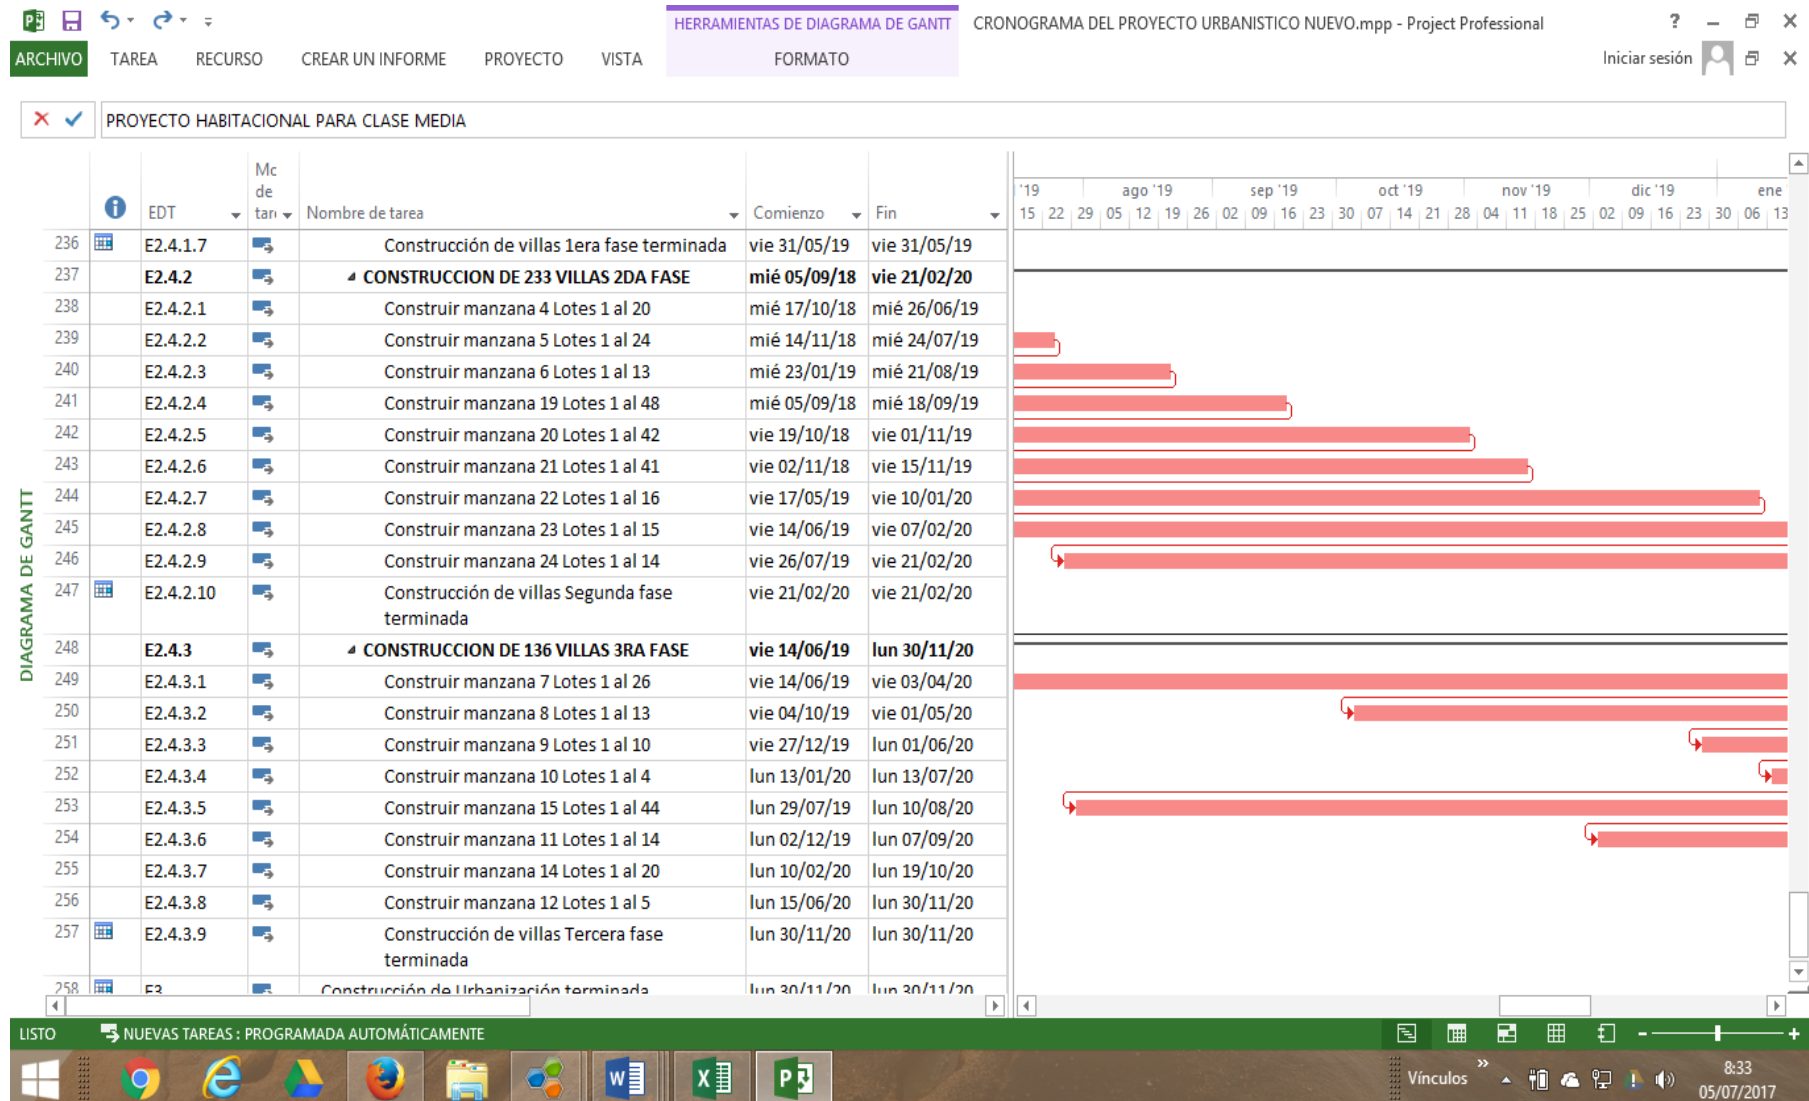 HERRAMIENTAS DE DIAGRAMA DE GANTT CRONOGRAMA DEL PROYECTO URBANISTICO NUEVO.mpp - Project Professional
ARCHIVO TAREA RECURSO CREAR UN INFORME PROYECTO VISTA FORMATO Iniciar sesión
PROYECTO HABITACIONAL PARA CLASE MEDIA
EDT Mc de tar Nombre de tarea Comienzo Fin
'19 ago '19 sep '19 oct '19 nov '19 dic '19 ene
15 22 29 05 12 19 26 02 09 16 23 30 07 14 21 28 04 11 18 25 02 09 16 23 30 06 13
236 E2.4.1.7 Construcción de villas 1era fase terminada vie 31/05/19 vie 31/05/19
237 E2.4.2 CONSTRUCCION DE 233 VILLAS 2DA FASE mié 05/09/18 vie 21/02/20
238 E2.4.2.1 Construir manzana 4 Lotes 1 al 20 mié 17/10/18 mié 26/06/19
239 E2.4.2.2 Construir manzana 5 Lotes 1 al 24 mié 14/11/18 mié 24/07/19
240 E2.4.2.3 Construir manzana 6 Lotes 1 al 13 mié 23/01/19 mié 21/08/19
241 E2.4.2.4 Construir manzana 19 Lotes 1 al 48 mié 05/09/18 mié 18/09/19
242 E2.4.2.5 Construir manzana 20 Lotes 1 al 42 vie 19/10/18 vie 01/11/19
243 E2.4.2.6 Construir manzana 21 Lotes 1 al 41 vie 02/11/18 vie 15/11/19
244 E2.4.2.7 Construir manzana 22 Lotes 1 al 16 vie 17/05/19 vie 10/01/20
245 E2.4.2.8 Construir manzana 23 Lotes 1 al 15 vie 14/06/19 vie 07/02/20
246 E2.4.2.9 Construir manzana 24 Lotes 1 al 14 vie 26/07/19 vie 21/02/20
247 E2.4.2.10 Construcción de villas Segunda fase vie 21/02/20 vie 21/02/20
terminada
248 E2.4.3 CONSTRUCCION DE 136 VILLAS 3RA FASE vie 14/06/19 lun 30/11/20
249 E2.4.3.1 Construir manzana 7 Lotes 1 al 26 vie 14/06/19 vie 03/04/20
250 E2.4.3.2 Construir manzana 8 Lotes 1 al 13 vie 04/10/19 vie 01/05/20
251 E2.4.3.3 Construir manzana 9 Lotes 1 al 10 vie 27/12/19 lun 01/06/20
252 E2.4.3.4 Construir manzana 10 Lotes 1 al 4 lun 13/01/20 lun 13/07/20
253 E2.4.3.5 Construir manzana 15 Lotes 1 al 44 lun 29/07/19 lun 10/08/20
254 E2.4.3.6 Construir manzana 11 Lotes 1 al 14 lun 02/12/19 lun 07/09/20
255 E2.4.3.7 Construir manzana 14 Lotes 1 al 20 lun 10/02/20 lun 19/10/20
256 E2.4.3.8 Construir manzana 12 Lotes 1 al 5 lun 15/06/20 lun 30/11/20
257 E2.4.3.9 Construcción de villas Tercera fase lun 30/11/20 lun 30/11/20
terminada
258 E3 Construcción de Urbanización terminada lun 30/11/20 lun 30/11/20
DIAGRAMA DE GANTT
LISTO NUEVAS TAREAS : PROGRAMADA AUTOMÁTICAMENTE
Vínculos 8:33
05/07/2017